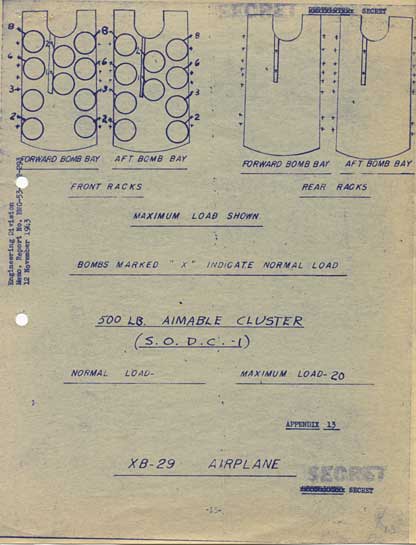 SECRET SECRET
8 8 8
6 6
3 3 3
2 2 2
FORWARD BOMB BAY AFT BOMB BAY FORWARD BOMB BAY AFT BOMB BAY
FRONT RACKS REAR RACKS
Engineering Division
Memo. Report No.
12 November 1943
MAXIMUM LOAD SHOWN
BOMBS MARKED "X" INDICATE NORMAL LOAD
500 LB. AIMABLE CLUSTER
(S.O.D.C.-1)
NORMAL LOAD- MAXIMUM LOAD-20
APPENDIX 13
XB-29 AIRPLANE
SECRET
SECRET